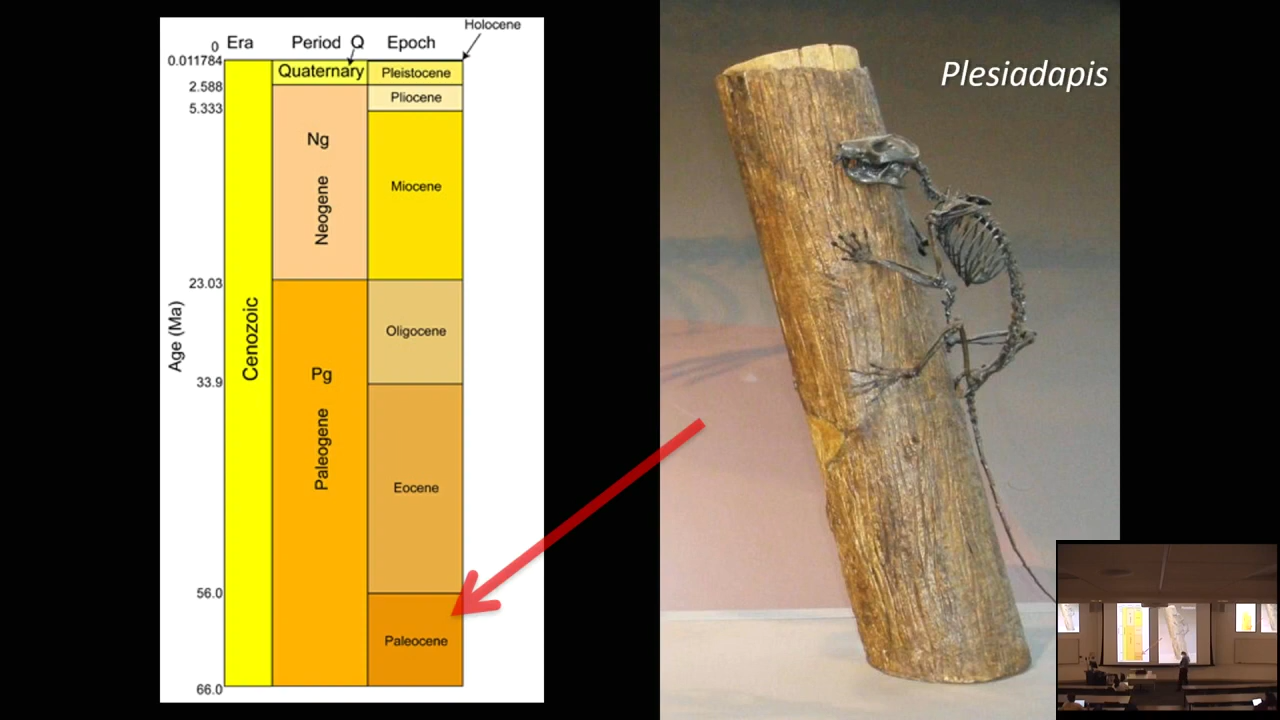 Holocene
Era Period Q Epoch
0
0.011784
2.588
5.333
23.03
33.9
56.0
66.0
Age (Ma)
Cenozoic
Quaternary
Ng
Neogene
Pg
Paleogene
Pleistocene
Pliocene
Miocene
Oligocene
Eocene
Paleocene
Plesiadapis